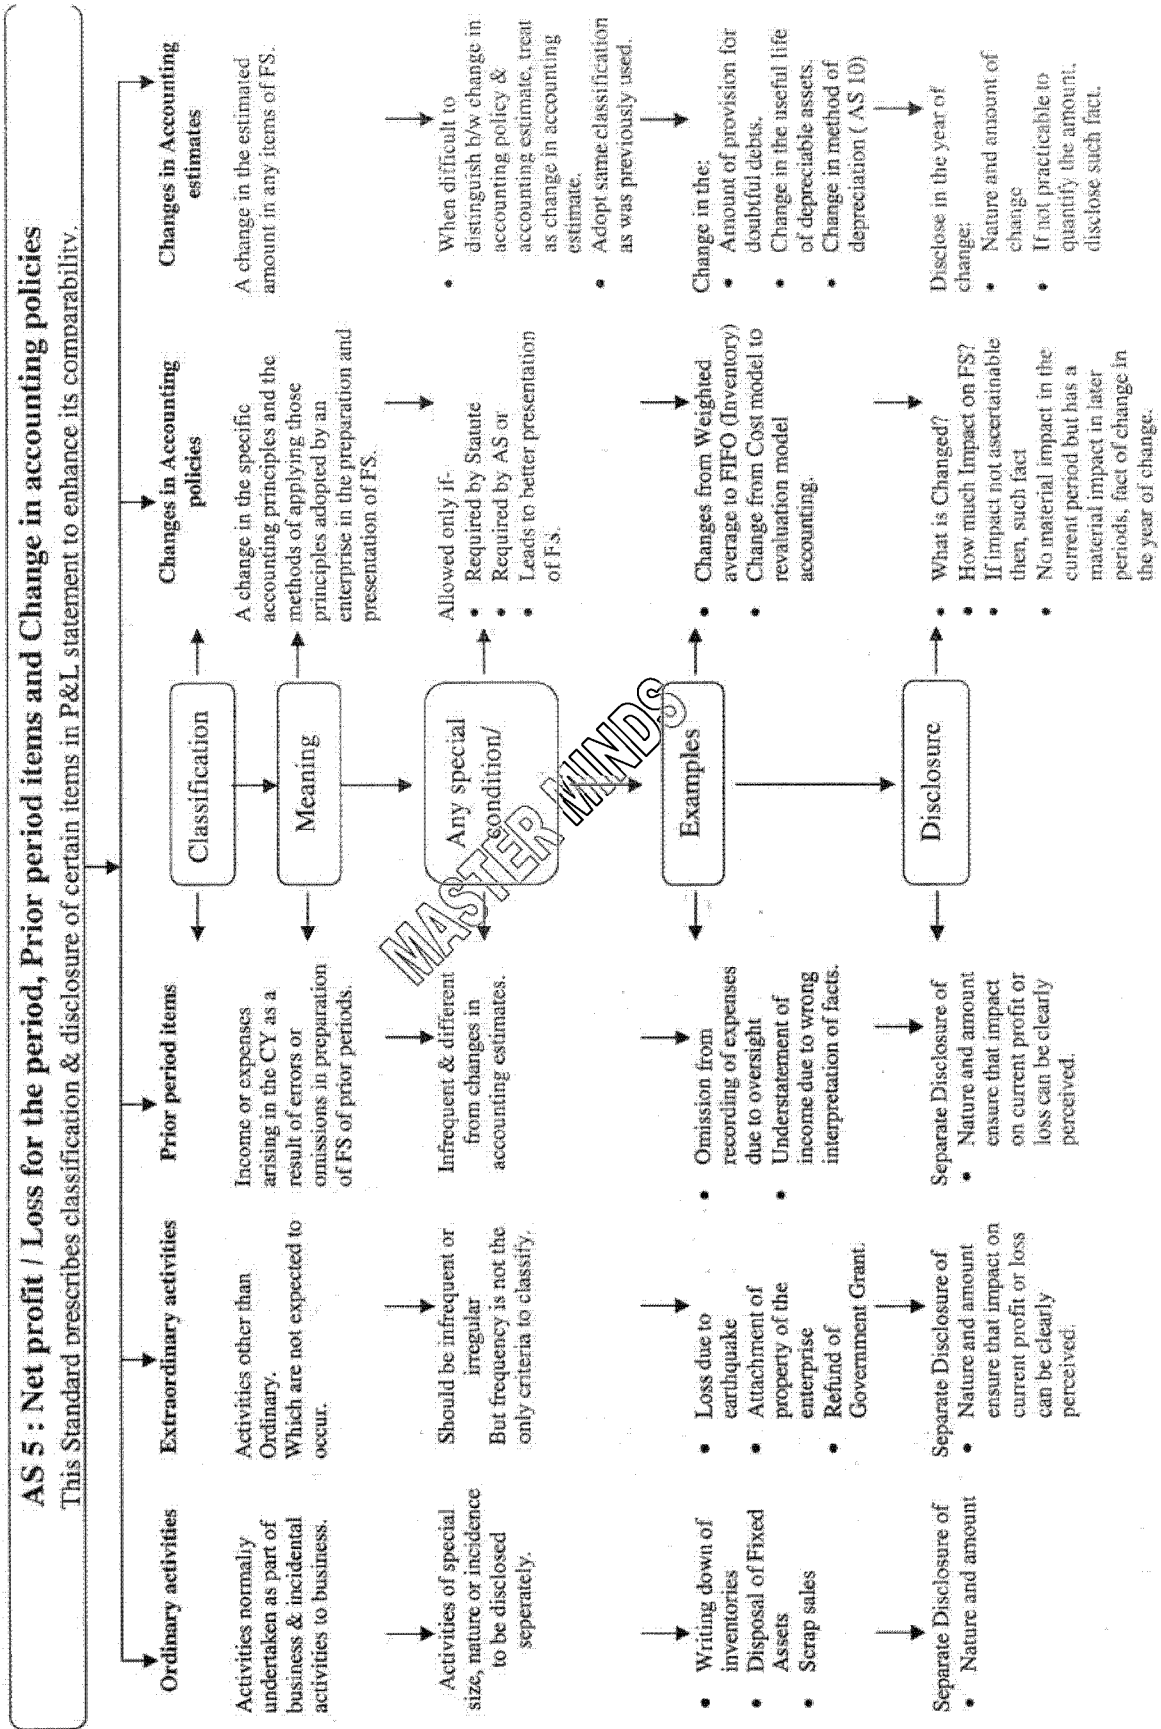 AS 5 : Net profit / Loss for the period, Prior period items and Change in accounting policies
This Standard prescribes classification & disclosure of certain items in P&L statement to enhance its comparability.
Ordinary activities
Activities normally
undertaken as part of
business & incidental
activities to business.
Activities of special
size, nature or incidence
to be disclosed
seperately.
• Writing down of
inventories
• Disposal of Fixed
Assets
• Scrap sales
Separate Disclosure of
• Nature and amount
Extraordinary activities
Activities other than
Ordinary.
Which are not expected to
occur.
Should be infrequent or
irregular
But frequency is not the
only criteria to classify.
• Loss due to
earthquake
• Attachment of
property of the
enterprise
• Refund of
Government Grant.
Separate Disclosure of
• Nature and amount
ensure that impact on
current profit or loss
can be clearly
perceived.
Prior period items
Income or expenses
arising in the CY as a
result of errors or
omissions in preparation
of FS of prior periods.
Infrequent & different
from changes in
accounting estimates.
• Omission from
recording of expenses
due to oversight
• Understatement of
income due to wrong
interpretation of facts.
Separate Disclosure of
• Nature and amount
ensure that impact
on current profit or
loss can be clearly
perceived.
Classification
Meaning
Any special
condition/
Examples
Disclosure
MASTER MINDS
Changes in Accounting
policies
A change in the specific
accounting principles and the
methods of applying those
principles adopted by an
enterprise in the preparation and
presentation of FS.
Allowed only if-
• Required by Stature
• Required by AS or
• Leads to better presentation
of F.s.
• Changes from Weighted
average to FIFO (Inventory)
• Change from Cost model to
revaluation model
accounting.
• What is Changed?
• How much Impact on FS?
• If Impact not ascertainable
then, such fact
• No material impact in the
current period but has a
material impact in later
periods, fact of change in
the year of change.
Changes in Accounting
estimates
A change in the estimated
amount in any items of FS.
• When difficult to
distinguish b/w change in
accounting policy &
accounting estimate, treat
as change in accounting
estimate.
• Adopt same classification
as was previously used.
Change in the:
• Amount of provision for
doubtful debts.
• Change in the useful life
of depreciable assets.
• Change in method of
depreciation ( AS 10)
Disclose in the year of
change:
• Nature and amount of
change
• If not practicable to
quantify the amount,
disclose such fact.